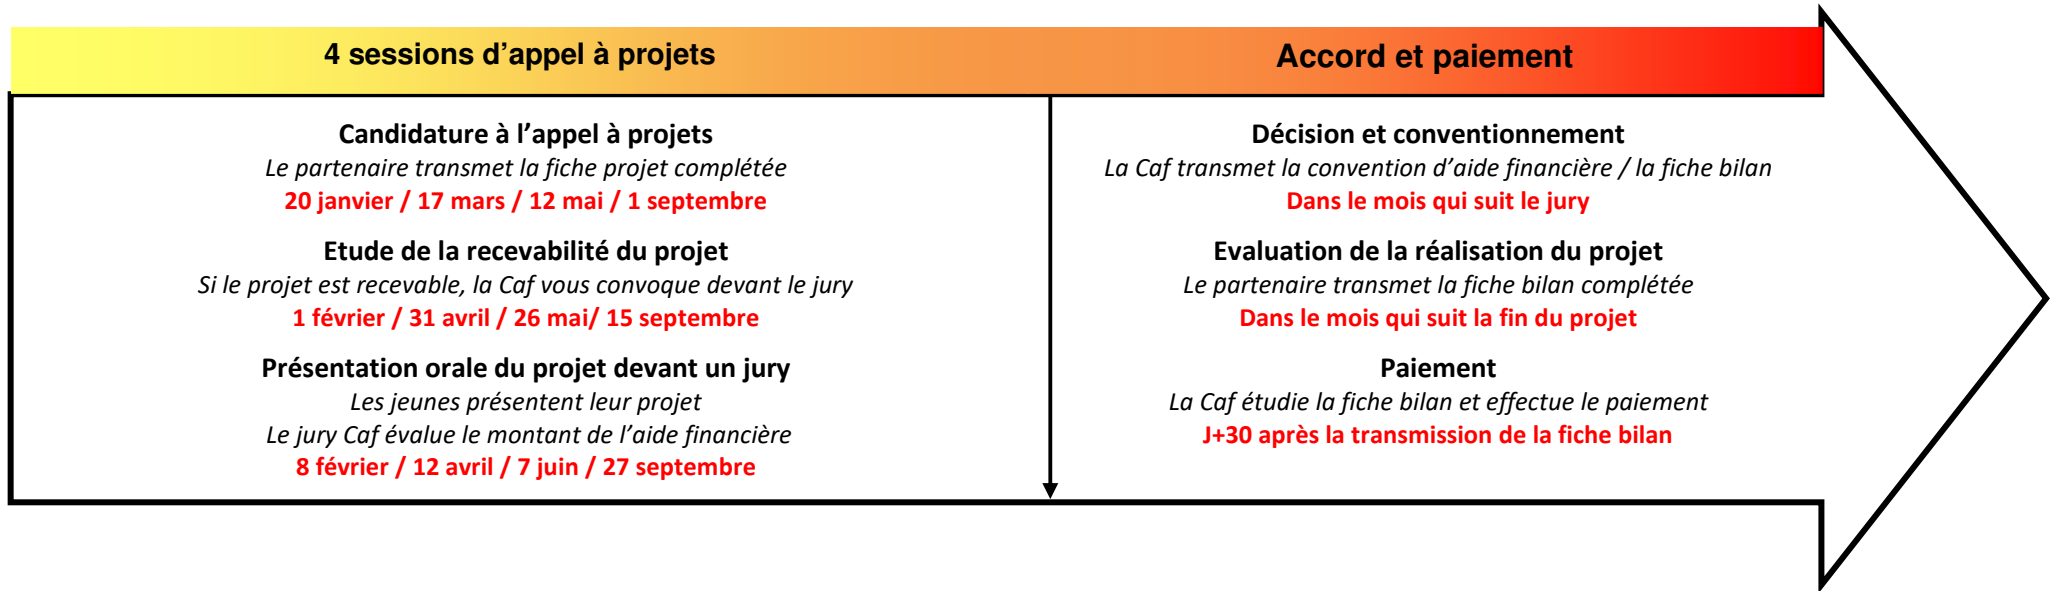 4 sessions d’appel à projets
Candidature à l’appel à projets
Le partenaire transmet la fiche projet complétée
20 janvier / 17 mars / 12 mai / 1 septembre
Etude de la recevabilité du projet
Si le projet est recevable, la Caf vous convoque devant le jury
1 février / 31 avril / 26 mai/ 15 septembre
Présentation orale du projet devant un jury
Les jeunes présentent leur projet
Le jury Caf évalue le montant de l’aide financière
8 février / 12 avril / 7 juin / 27 septembre
Accord et paiement
Décision et conventionnement
La Caf transmet la convention d’aide financière / la fiche bilan
Dans le mois qui suit le jury
Evaluation de la réalisation du projet
Le partenaire transmet la fiche bilan complétée
Dans le mois qui suit la fin du projet
Paiement
La Caf étudie la fiche bilan et effectue le paiement
J+30 après la transmission de la fiche bilan